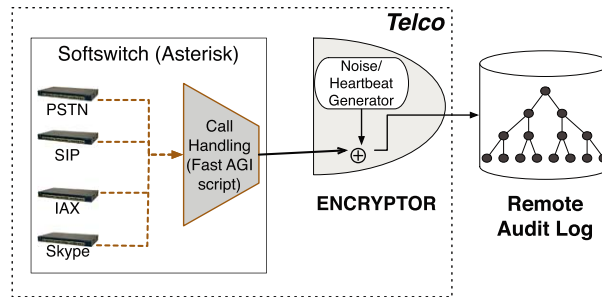 Telco
Softswitch (Asterisk)
PSTN
SIP
IAX
Skype
Call
Handling
(Fast AGI
script)
Noise/
Heartbeat
Generator
ENCRYPTOR
Remote
Audit Log